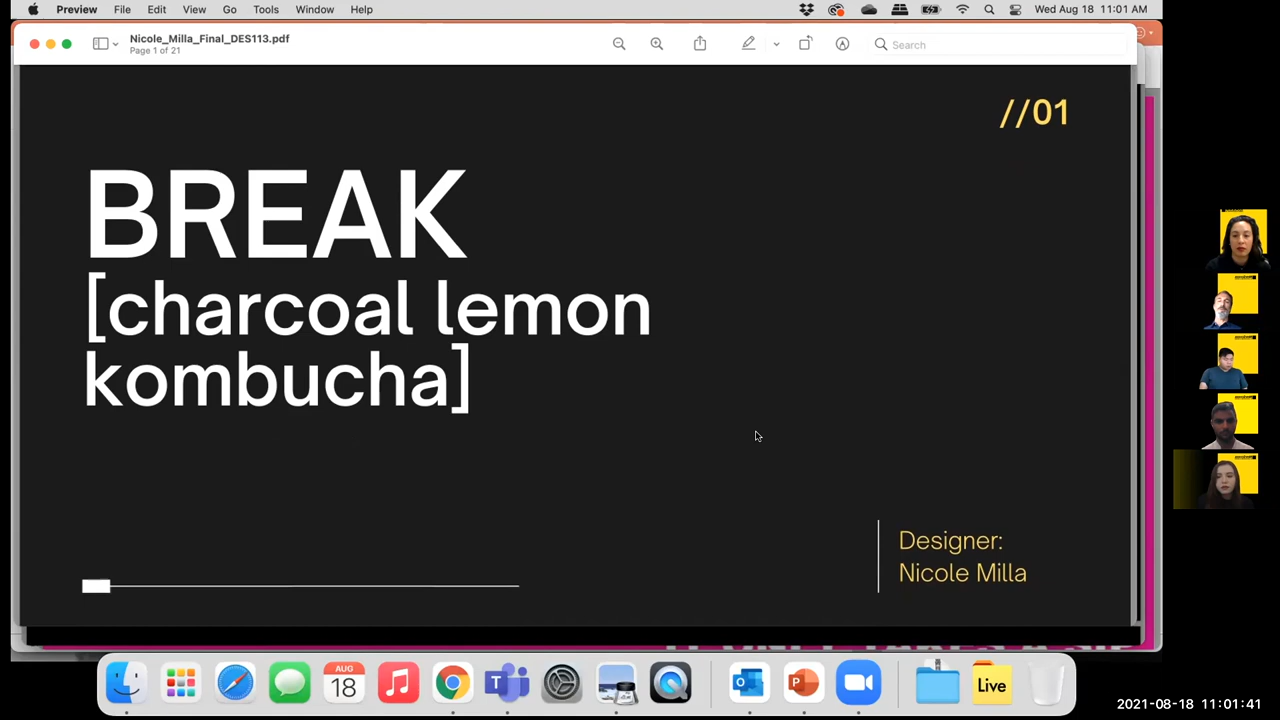 Preview File Edit View Go Tools Window Help Wed Aug 18 11:01 AM
Nicole_Milla_Final_DES113.pdf
Page 1 of 21
Search
//01
BREAK
[charcoal lemon
kombucha]
Designer:
Nicole Milla
AUG
18
Live
2021-08-18 11:01:41